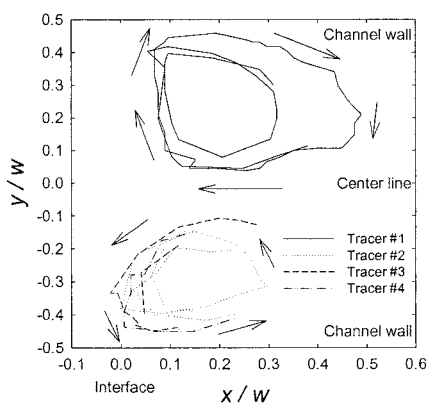 0.5
Channel wall
0.4
0.3
0.2
0.1
0.0
Center line
y / w
-0.1
-0.2
Tracer #1
Tracer #2
-0.3
Tracer #3
Tracer #4
-0.4
Channel wall
-0.5
-0.1 0.0 0.1 0.2 0.3 0.4 0.5 0.6
Interface
x / w